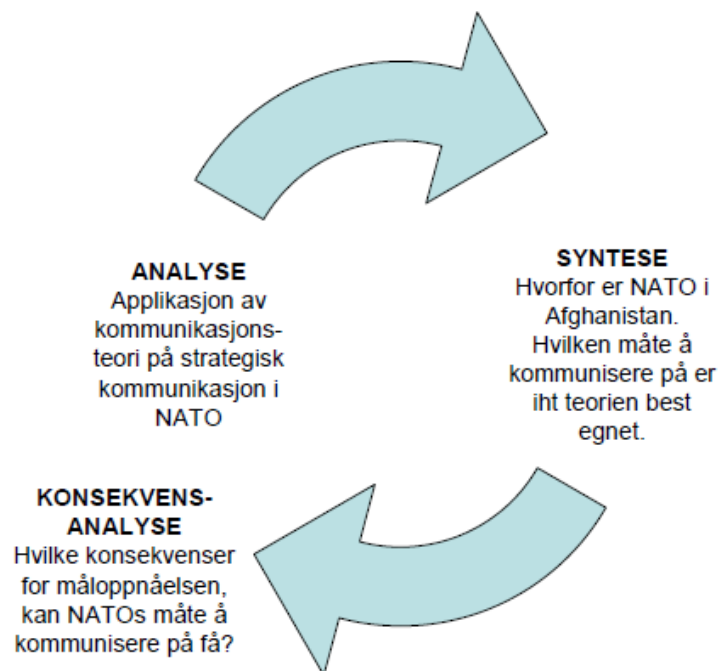 ANALYSE
Applikasjon av
kommunikasjons-
teori på strategisk
kommunikasjon i
NATO
SYNTESE
Hvorfor er NATO i
Afghanistan.
Hvilken måte å
kommunisere på er
iht teorien best
egnet.
KONSEKVENS-
ANALYSE
Hvilke konsekvenser
for måloppnåelsen,
kan NATOs måte å
kommunisere på få?